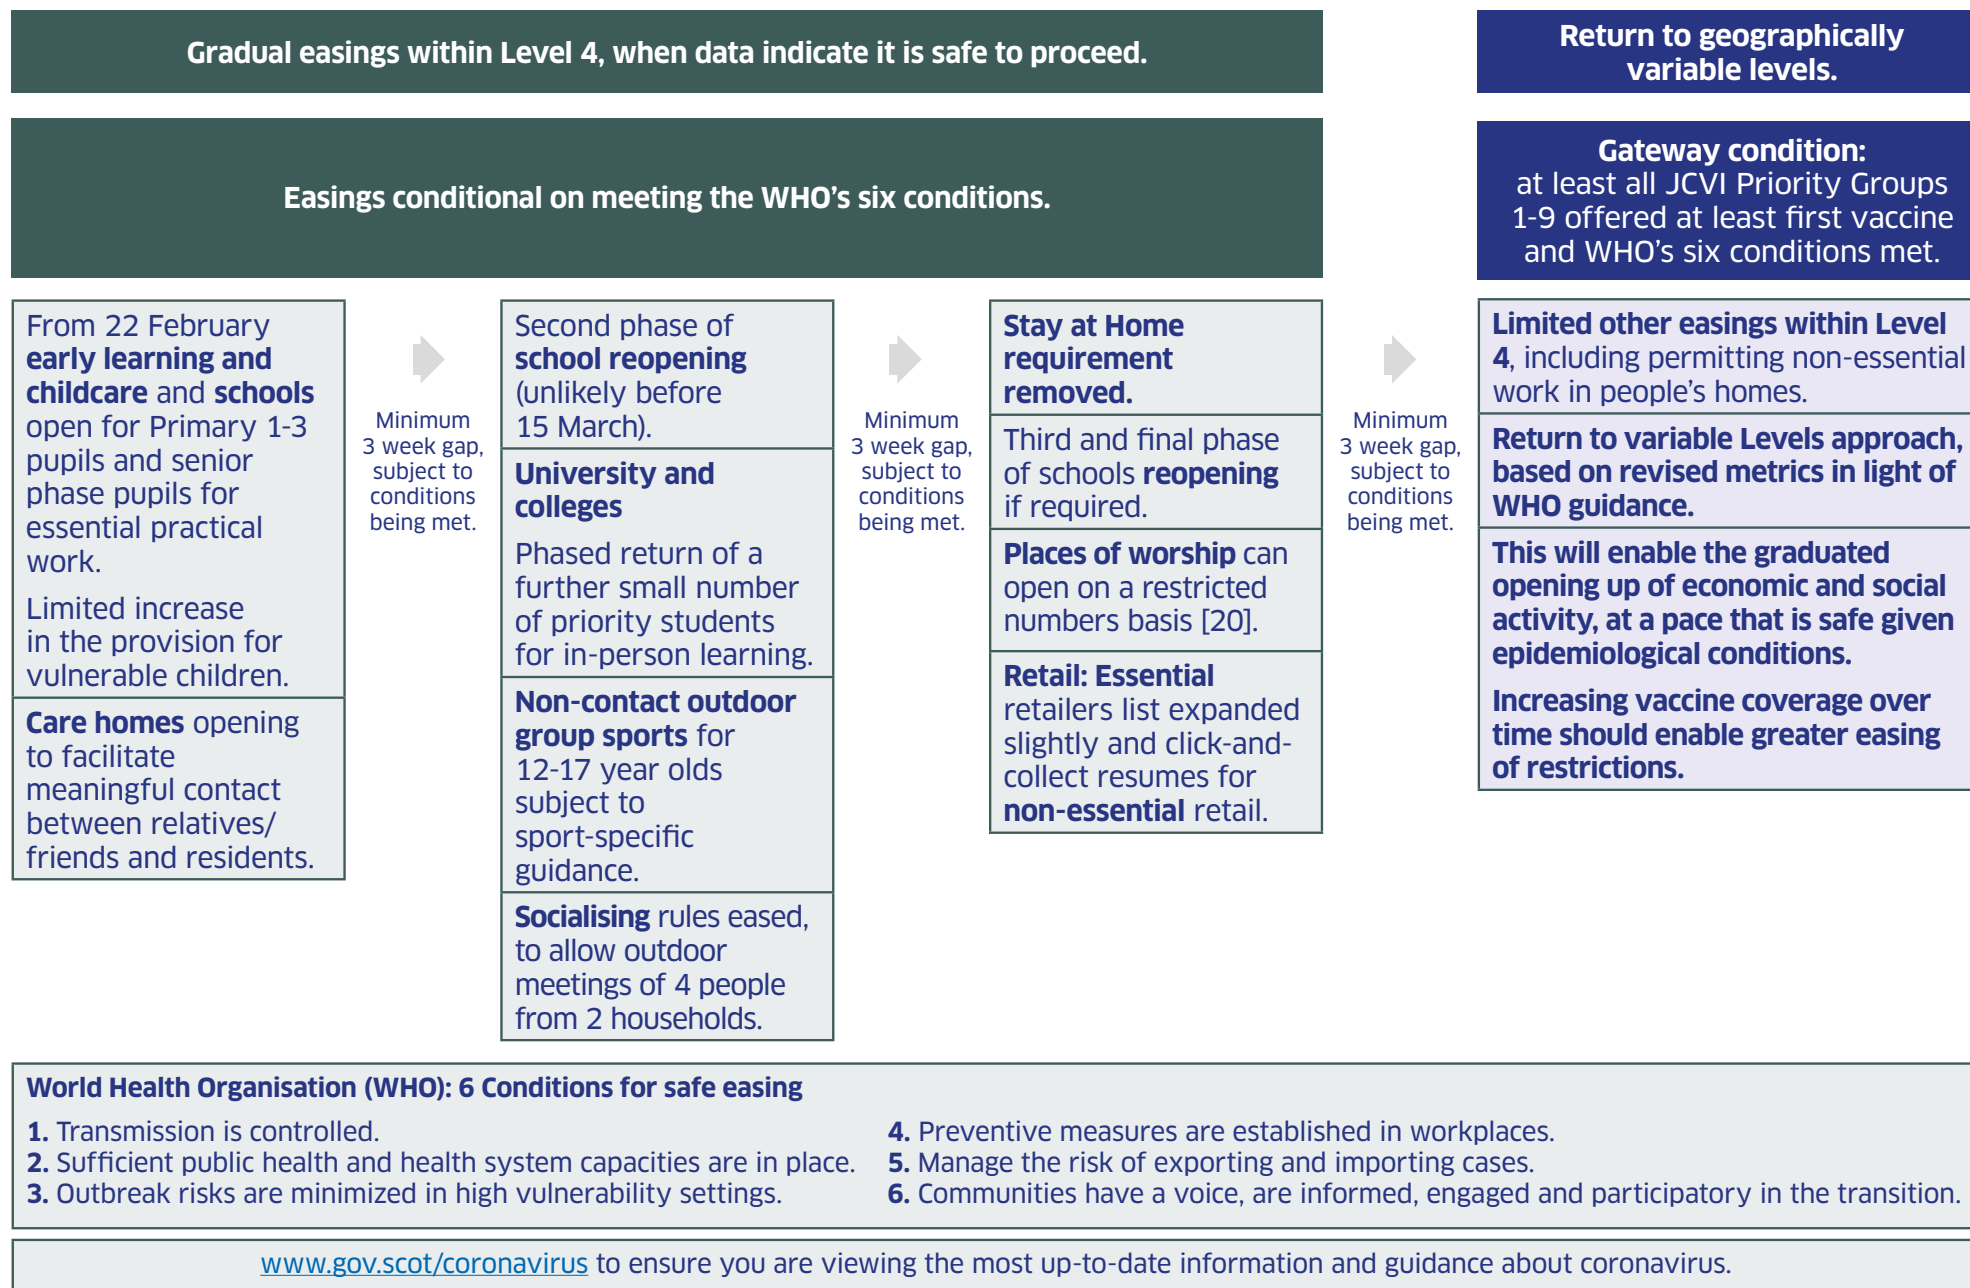 Gradual easings within Level 4, when data indicate it is safe to proceed.
Return to geographically
variable levels.
Easings conditional on meeting the WHO's six conditions.
Gateway condition:
at least all JCVI Priority Groups
1-9 offered at least first vaccine
and WHO's six conditions met.
From 22 February
early learning and
childcare and schools
open for Primary 1-3
pupils and senior
phase pupils for
essential practical
work.
Limited increase
in the provision for
vulnerable children.
Care homes opening
to facilitate
meaningful contact
between relatives/
friends and residents.
Minimum
3 week gap,
subject to
conditions
being met.
Second phase of
school reopening
(unlikely before
15 March).
University and
colleges
Phased return of a
further small number
of priority students
for in-person learning.
Non-contact outdoor
group sports for
12-17 year olds
subject to
sport-specific
guidance.
Socialising rules eased,
to allow outdoor
meetings of 4 people
from 2 households.
Minimum
3 week gap,
subject to
conditions
being met.
Stay at Home
requirement
removed.
Third and final phase
of schools reopening
if required.
Places of worship can
open on a restricted
numbers basis [20].
Retail: Essential
retailers list expanded
slightly and click-and-
collect resumes for
non-essential retail.
Minimum
3 week gap,
subject to
conditions
being met.
Limited other easings within Level
4, including permitting non-essential
work in people's homes.
Return to variable Levels approach,
based on revised metrics in light of
WHO guidance.
This will enable the graduated
opening up of economic and social
activity, at a pace that is safe given
epidemiological conditions.
Increasing vaccine coverage over
time should enable greater easing
of restrictions.
World Health Organisation (WHO): 6 Conditions for safe easing
1. Transmission is controlled.
2. Sufficient public health and health system capacities are in place.
3. Outbreak risks are minimized in high vulnerability settings.
4. Preventive measures are established in workplaces.
5. Manage the risk of exporting and importing cases.
6. Communities have a voice, are informed, engaged and participatory in the transition.
www.gov.scot/coronavirus to ensure you are viewing the most up-to-date information and guidance about coronavirus.